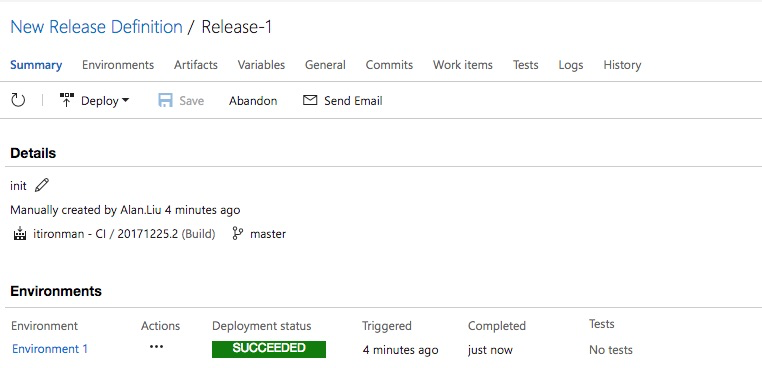 New Release Definition / Release-1
Summary Environments Artifacts Variables General Commits Work items Tests Logs History
Deploy Save Abandon Send Email
Details
init
Manually created by Alan.Liu 4 minutes ago
itironman - CI / 20171225.2 (Build) master
Environments
Environment Actions Deployment status Triggered Completed Tests
Environment 1 ... SUCCEEDED 4 minutes ago just now No tests